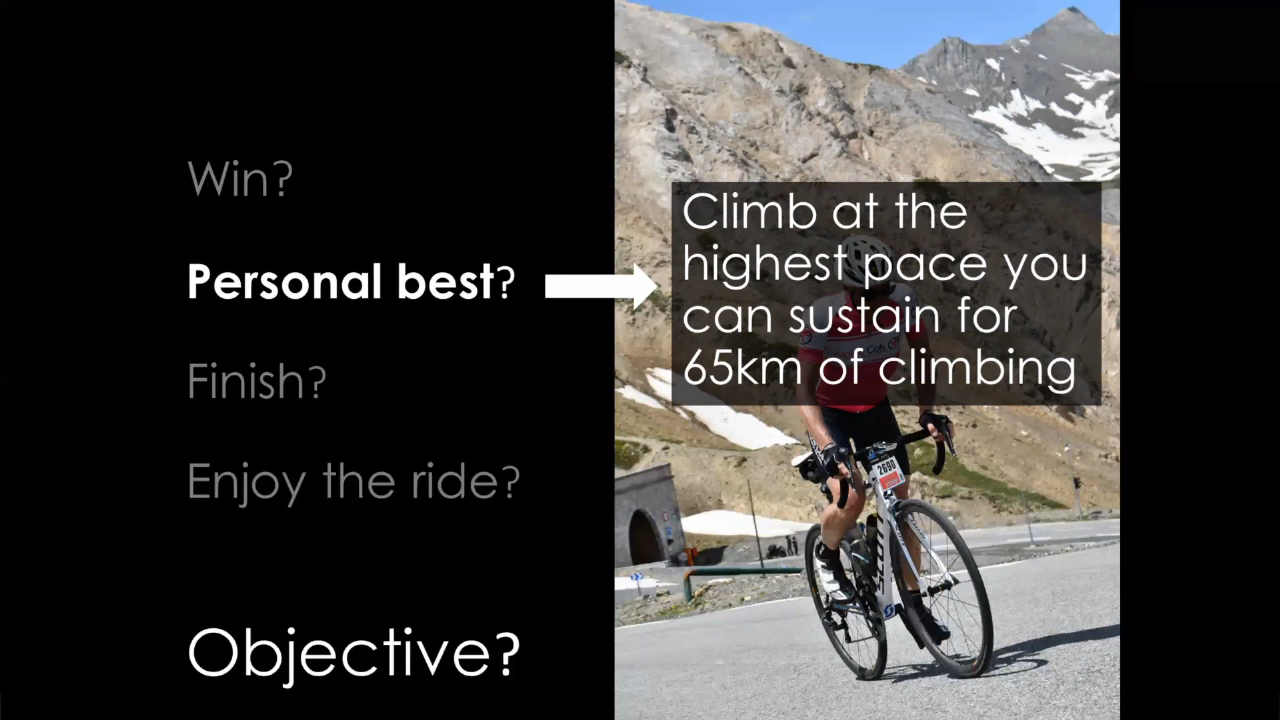 Win?
Personal best?
Finish?
Enjoy the ride?
Objective?
Climb at the
highest pace you
can sustain for
65km of climbing
2690